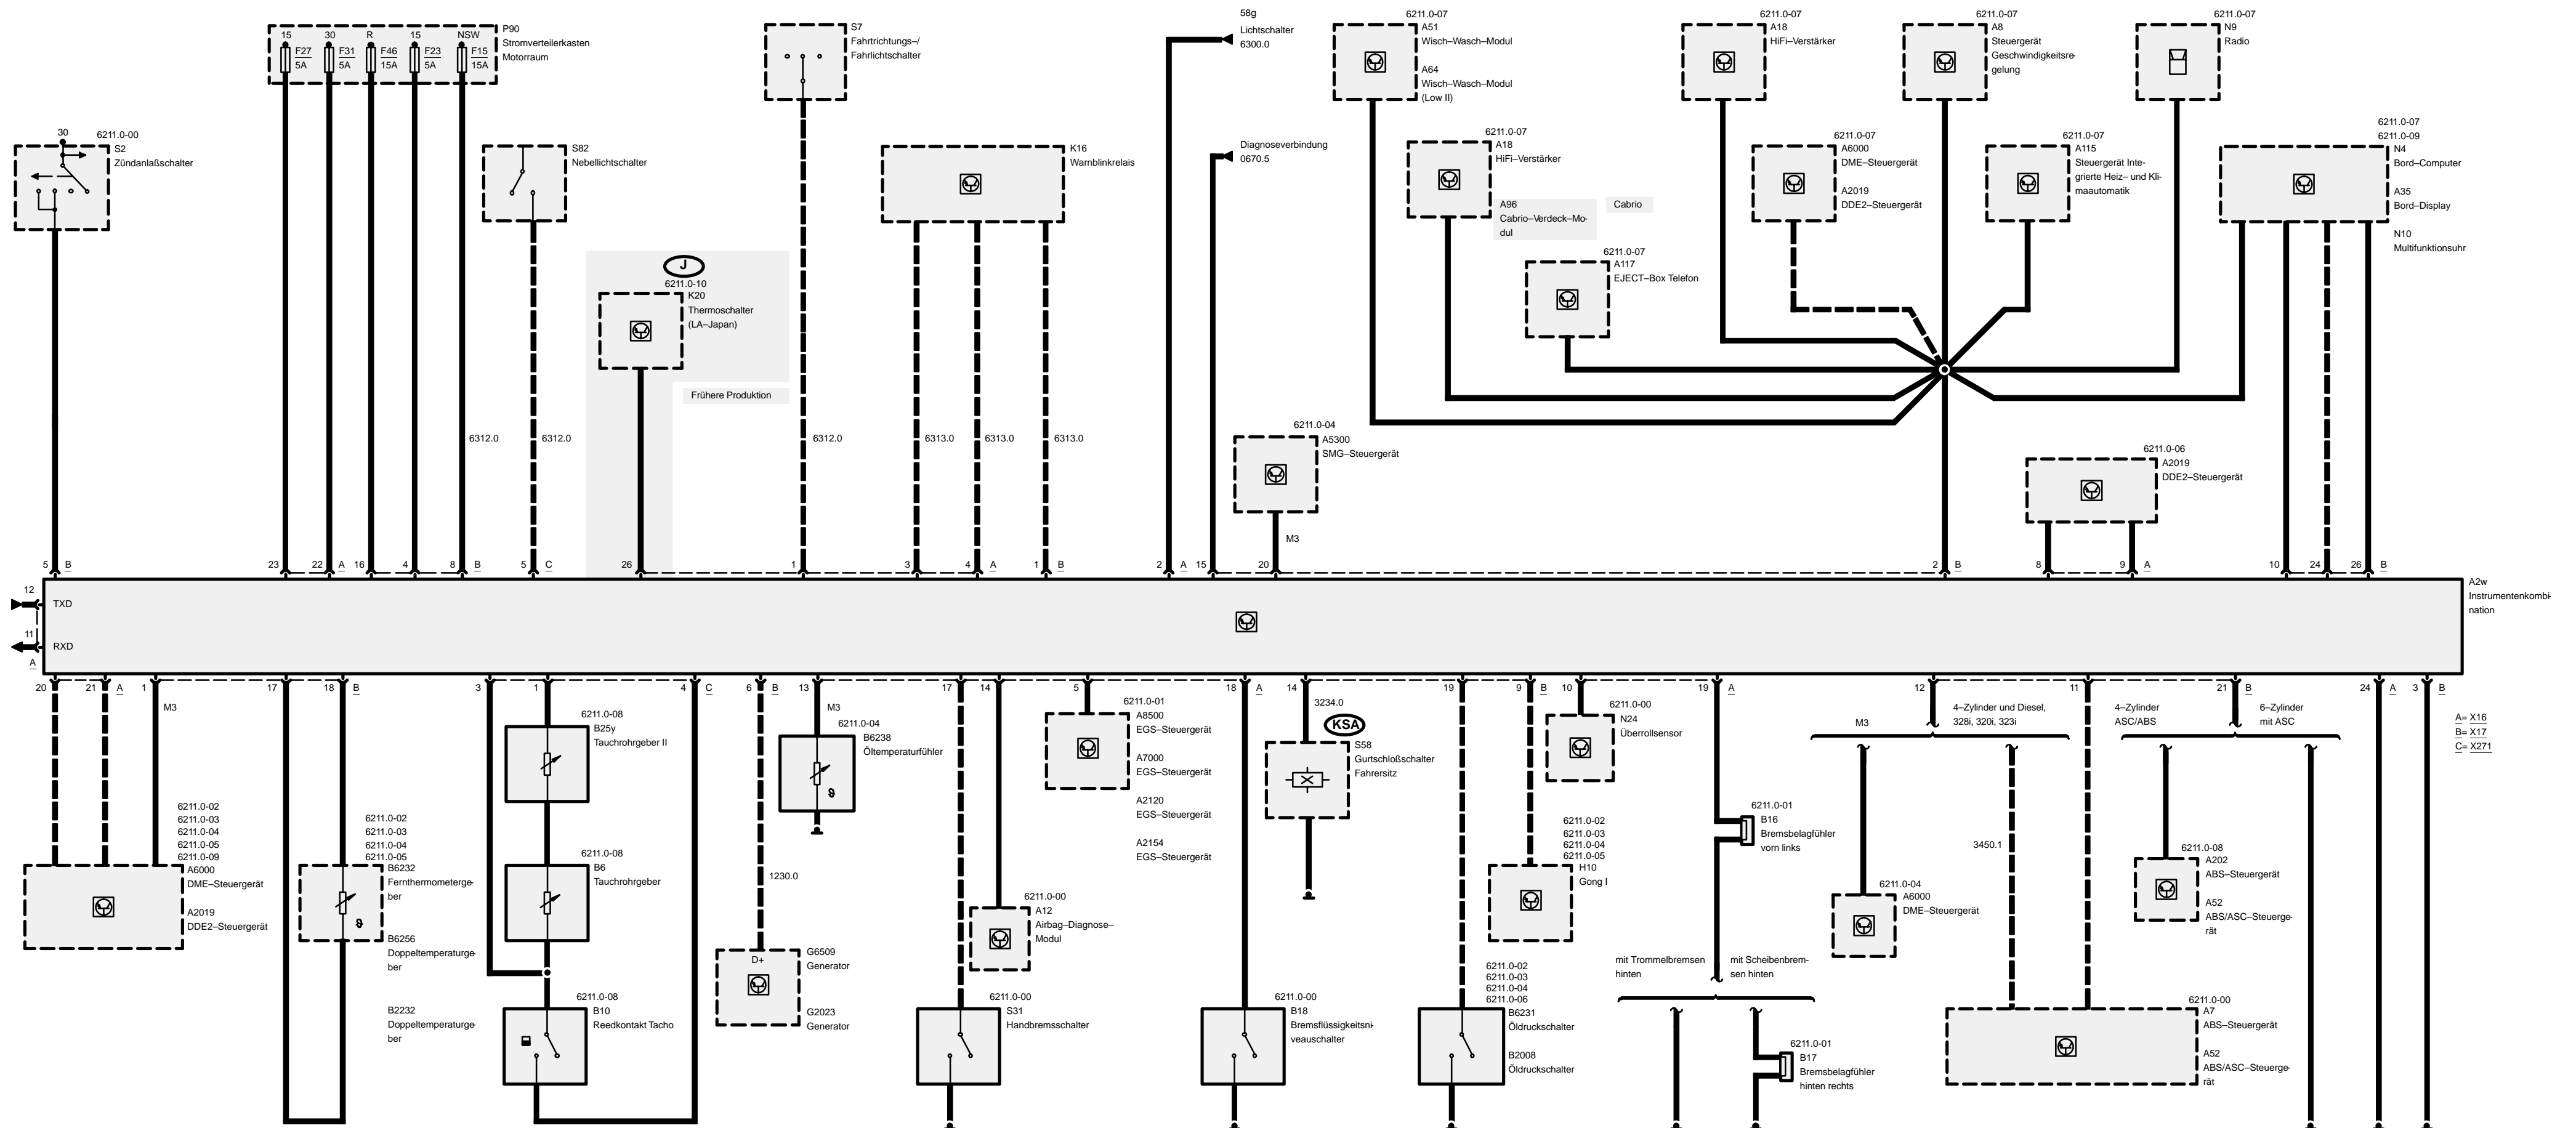 58g
Lichtschalter
6300.0
6211.0-07
A51
Wisch–Wasch–Modul
A64
Wisch–Wasch–Modul
(Low II)
6211.0-07
A18
HiFi–Verstärker
6211.0-07
A8
Steuergerät
Geschwindigkeitsre-
gelung
6211.0-07
N9
Radio
15 30 R 15 NSW
F27 F31 F46 F23 F15
5A 5A 15A 5A 15A
P90
Stromverteilerkasten
Motorraum
S7
Fahrtrichtungs–/
Fahrlichtschalter
30
6211.0-00
S2
Zündanlaßschalter
S82
Nebellichtschalter
K16
Warnblinkrelais
Diagnoseverbindung
0670.5
6211.0-07
A18
HiFi–Verstärker
A96
Cabrio–Verdeck–Mo-
dul
Cabrio
6211.0-07
A6000
DME–Steuergerät
A2019
DDE2–Steuergerät
6211.0-07
A115
Steuergerät Inte-
grierte Heiz– und Kli-
maautomatik
6211.0-07
6211.0-09
N4
Bord–Computer
A35
Bord–Display
N10
Multifunktionsuhr
J
6211.0-10
K20
Thermoschalter
(LA–Japan)
Frühere Produktion
6211.0-07
A117
EJECT–Box Telefon
6312.0 6312.0 6312.0 6313.0 6313.0 6313.0
6211.0-04
A5300
SMG–Steuergerät
M3
6211.0-06
A2019
DDE2–Steuergerät
5 B 23 22 A 16 4 8 B 5 C 26 1 3 4 A 1 B 2 A 15 20 2 B 8 9 A 10 24 26 B
12
TXD
11
RXD
A
A2w
Instrumentenkombi-
nation
20 21 A 1 17 18 B 3 1 4 C 6 B 13 17 14 5 18 A 14 19 9 B 10 19 A 12 11 21 B 24 A 3 B
M3
6211.0-02
6211.0-03
6211.0-04
6211.0-05
6211.0-09
A6000
DME–Steuergerät
A2019
DDE2–Steuergerät
6211.0-02
6211.0-03
6211.0-04
6211.0-05
B6232
Fernthermometerge-
ber
B6256
Doppeltemperaturge-
ber
B2232
Doppeltemperaturge-
ber
6211.0-08
B25y
Tauchrohrgeber II
6211.0-08
B6
Tauchrohrgeber
6211.0-08
B10
Reedkontakt Tacho
1230.0
D+
G6509
Generator
G2023
Generator
M3
6211.0-04
B6238
Öltemperaturfühler
6211.0-00
A12
Airbag–Diagnose–
Modul
6211.0-00
S31
Handbremsschalter
6211.0-01
A8500
EGS–Steuergerät
A7000
EGS–Steuergerät
A2120
EGS–Steuergerät
A2154
EGS–Steuergerät
6211.0-00
B18
Bremsflüssigkeitsni-
veauschalter
3234.0
KSA
S58
Gurtschloßschalter
Fahrersitz
6211.0-02
6211.0-03
6211.0-04
6211.0-06
B6231
Öldruckschalter
B2008
Öldruckschalter
6211.0-02
6211.0-03
6211.0-04
6211.0-05
H10
Gong I
6211.0-00
N24
Überrollsensor
6211.0-01
B16
Bremsbelagfühler
vorn links
mit Trommelbremsen
hinten
mit Scheibenbrem-
sen hinten
6211.0-01
B17
Bremsbelagfühler
hinten rechts
M3
4–Zylinder und Diesel,
328i, 320i, 323i
6211.0-04
A6000
DME–Steuergerät
3450.1
4–Zylinder
ASC/ABS
6–Zylinder
mit ASC
6211.0-08
A202
ABS–Steuergerät
A52
ABS/ASC–Steuerge-
rät
6211.0-00
A7
ABS–Steuergerät
A52
ABS/ASC–Steuerge-
rät
A= X16
B= X17
C= X271